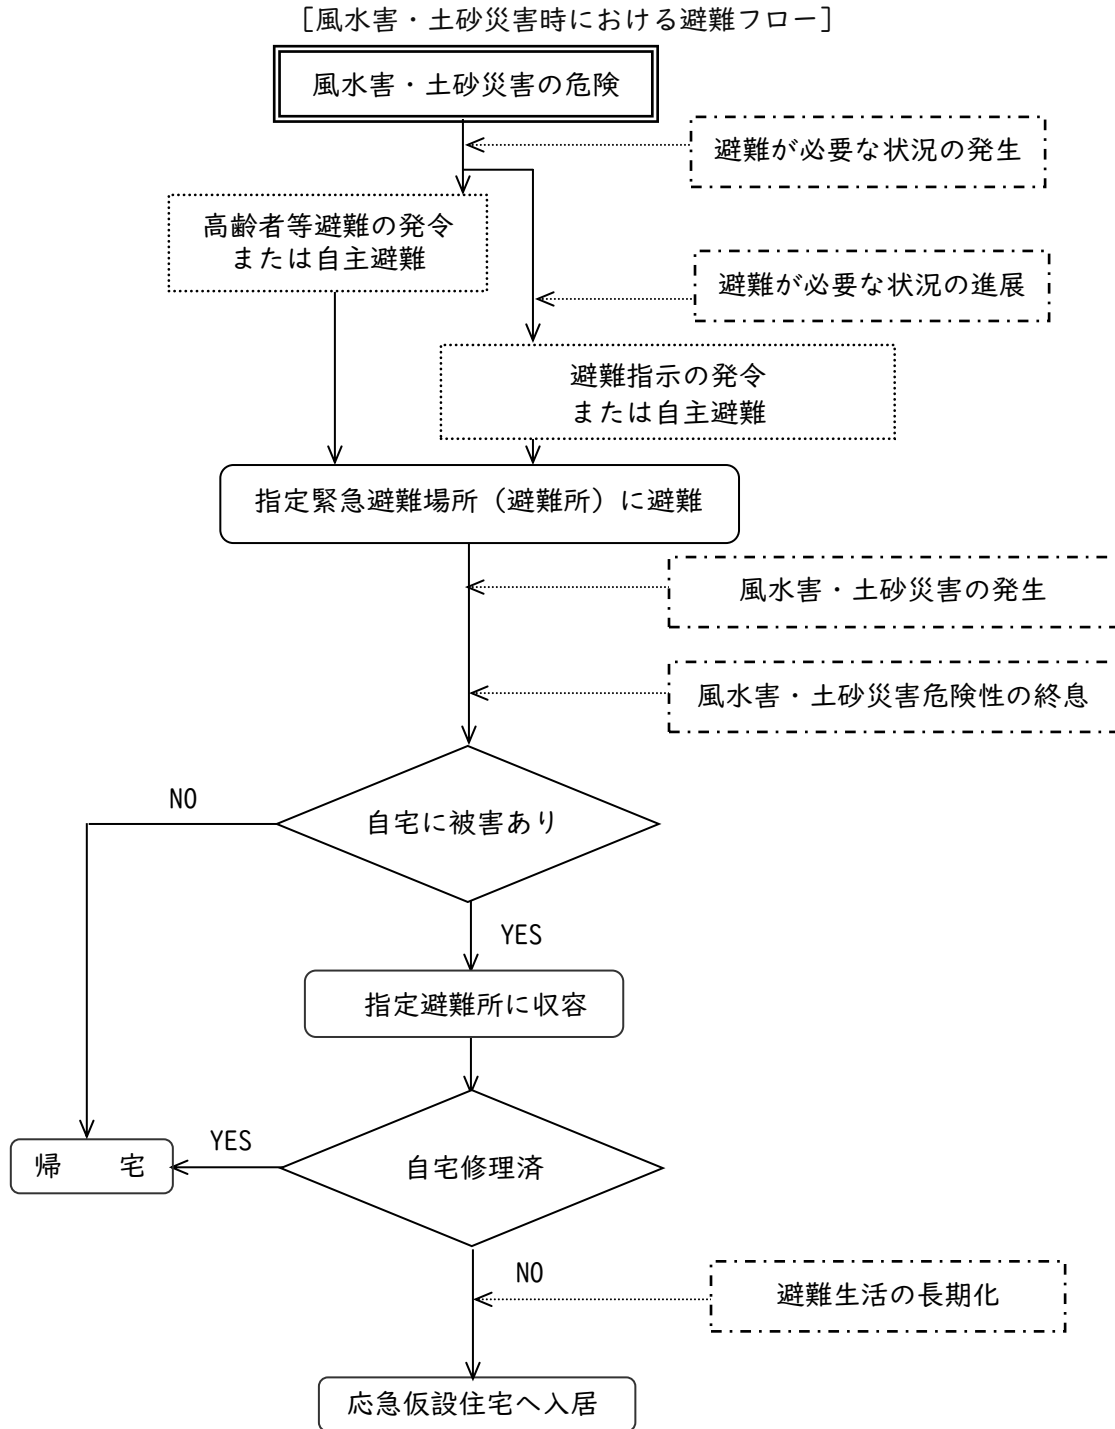 ［風水害・土砂災害時における避難フロー］
風水害・土砂災害の危険
避難が必要な状況の発生
高齢者等避難の発令
または自主避難
避難が必要な状況の進展
避難指示の発令
または自主避難
指定緊急避難場所（避難所）に避難
風水害・土砂災害の発生
風水害・土砂災害危険性の終息
NO
自宅に被害あり
YES
指定避難所に収容
YES
帰　　宅
自宅修理済
NO
避難生活の長期化
応急仮設住宅へ入居